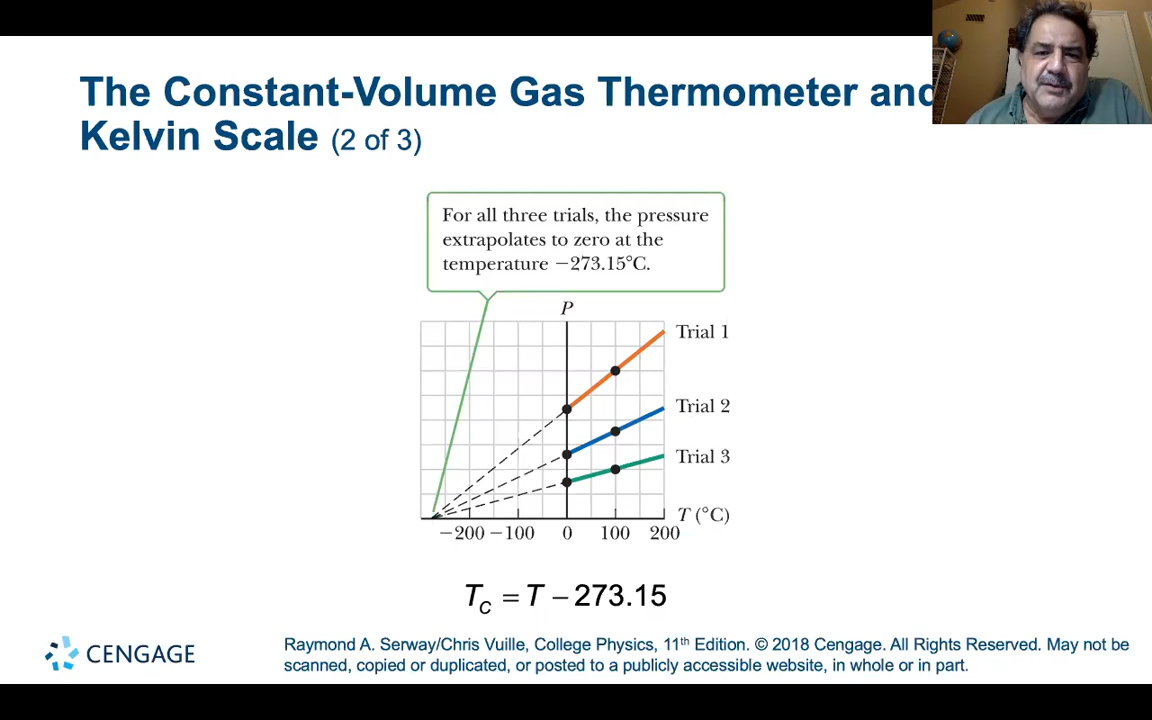 The Constant-Volume Gas Thermometer and
Kelvin Scale (2 of 3)
For all three trials, the pressure
extrapolates to zero at the
temperature −273.15°C.
P
Trial 1
Trial 2
Trial 3
T (°C)
−200 −100 0 100 200
T_C = T − 273.15
CENGAGE
Raymond A. Serway/Chris Vuille, College Physics, 11th Edition. © 2018 Cengage. All Rights Reserved. May not be
scanned, copied or duplicated, or posted to a publicly accessible website, in whole or in part.